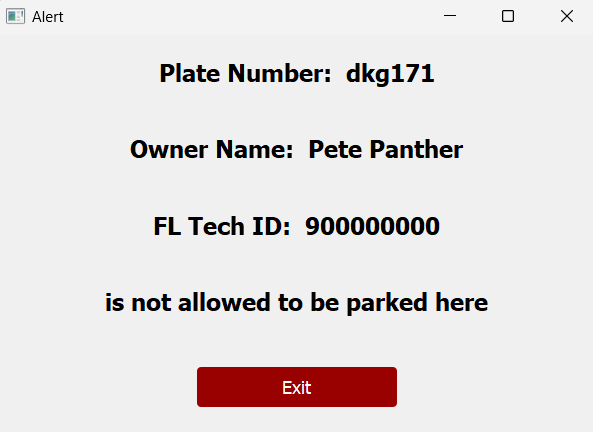 Alert
Plate Number: dkg171
Owner Name: Pete Panther
FL Tech ID: 900000000
is not allowed to be parked here
Exit